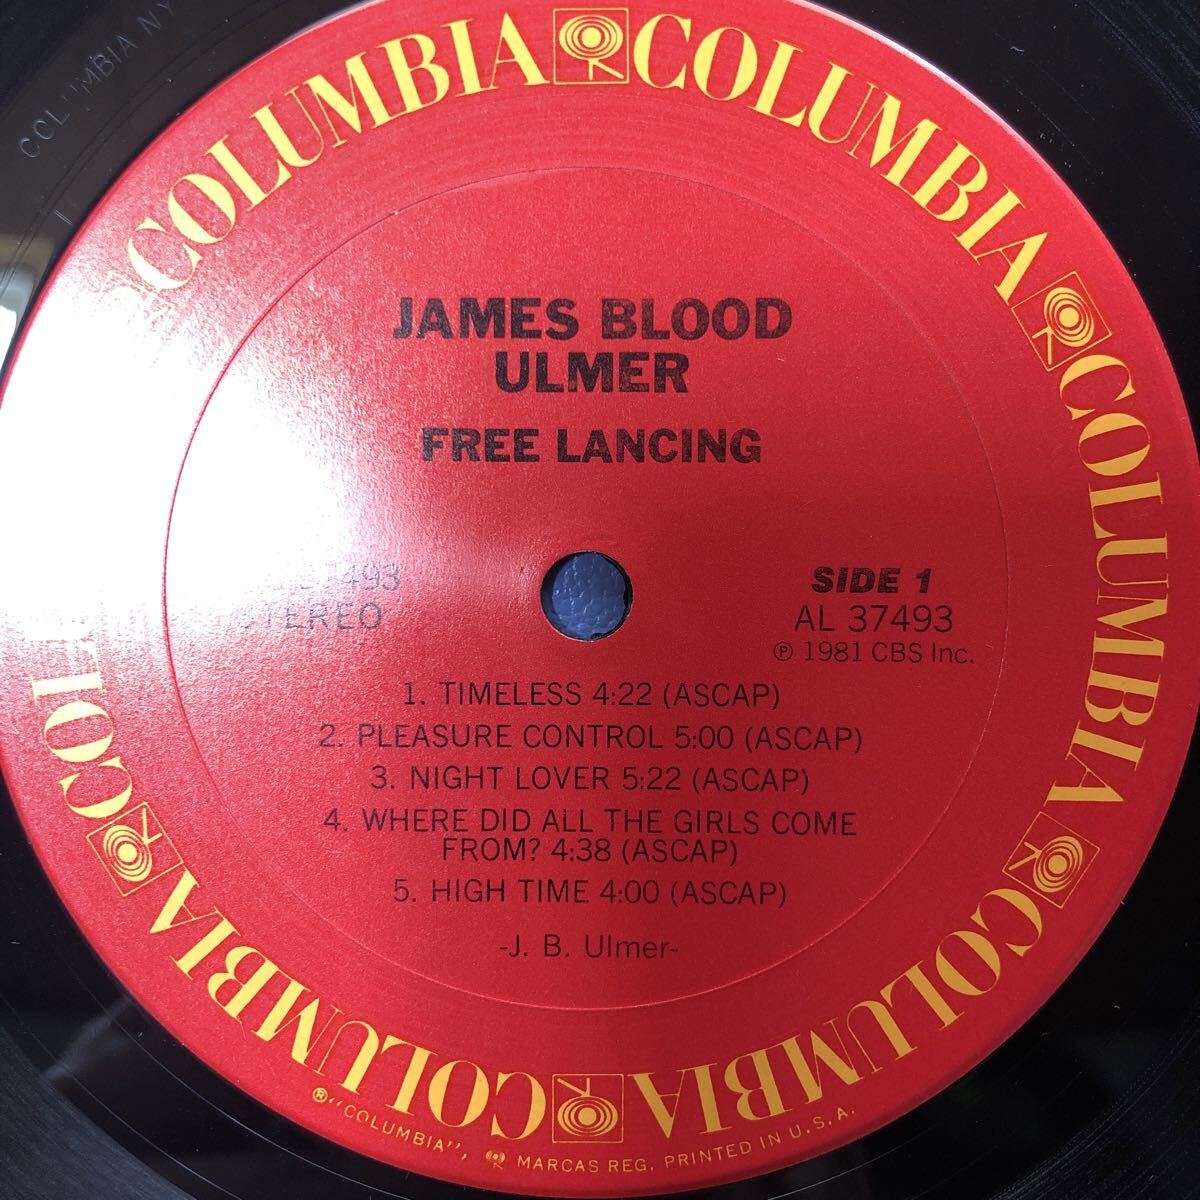 COLUMBIA NY
COLUMBIA COLUMBIA COLUMBIA COLUMBIA COLUMBIA COLUMBIA
JAMES BLOOD
ULMER
FREE LANCING
SIDE 1
AL 37493
℗ 1981 CBS Inc.
STEREO
1. TIMELESS 4:22 (ASCAP)
2. PLEASURE CONTROL 5:00 (ASCAP)
3. NIGHT LOVER 5:22 (ASCAP)
4. WHERE DID ALL THE GIRLS COME
FROM? 4:38 (ASCAP)
5. HIGH TIME 4:00 (ASCAP)
-J. B. Ulmer-
® "COLUMBIA", MARCAS REG. PRINTED IN U.S.A.